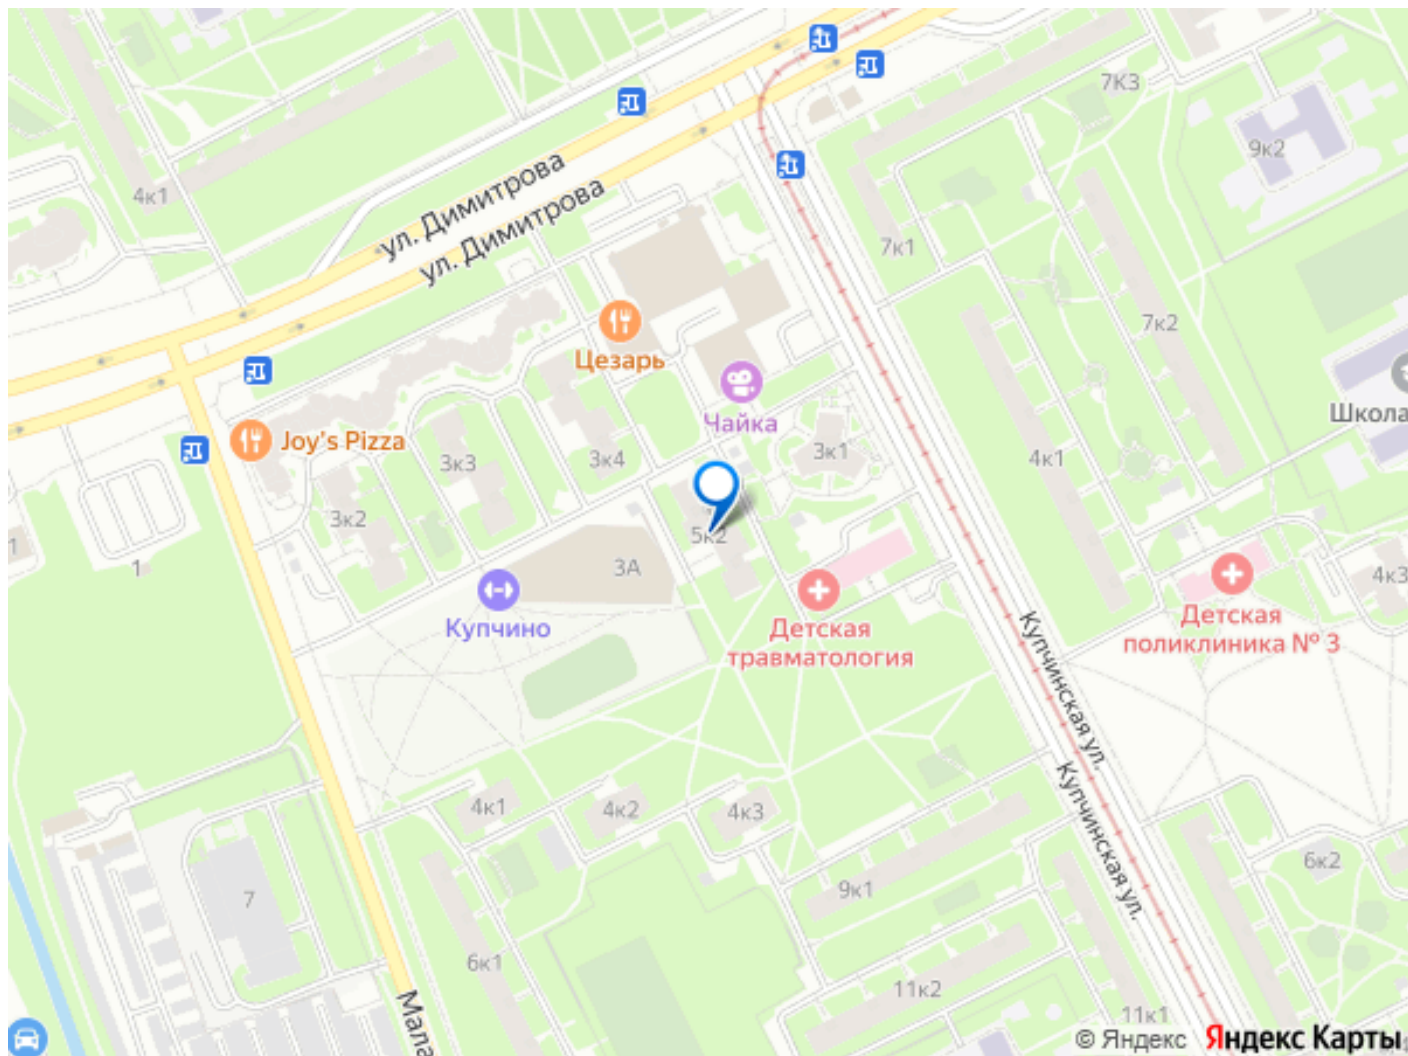 7К3
9к2
4к1
ул. Димитрова
ул. Димитрова
7к1
7к2
Цезарь
Чайка
Школа
Joy's Pizza
3к3
3к4
3к1
4к1
3к2
5к2
1
1
3А
4к3
Купчино
Детская
травматология
Детская
поликлиника № 3
Купчинская ул.
Купчинская ул.
4к1
4к2
4к3
6к2
9к1
7
6к1
11к2
11к1
Мала
© Яндекс Яндекс Карты